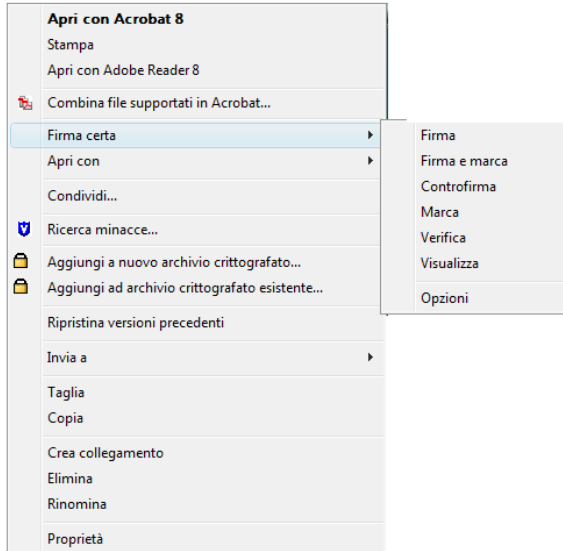 Apri con Acrobat 8
Stampa
Apri con Adobe Reader 8
Combina file supportati in Acrobat...
Firma certa
Apri con
Condividi...
Ricerca minacce...
Aggiungi a nuovo archivio crittografato...
Aggiungi ad archivio crittografato esistente...
Ripristina versioni precedenti
Invia a
Taglia
Copia
Crea collegamento
Elimina
Rinomina
Proprietà
Firma
Firma e marca
Controfirma
Marca
Verifica
Visualizza
Opzioni